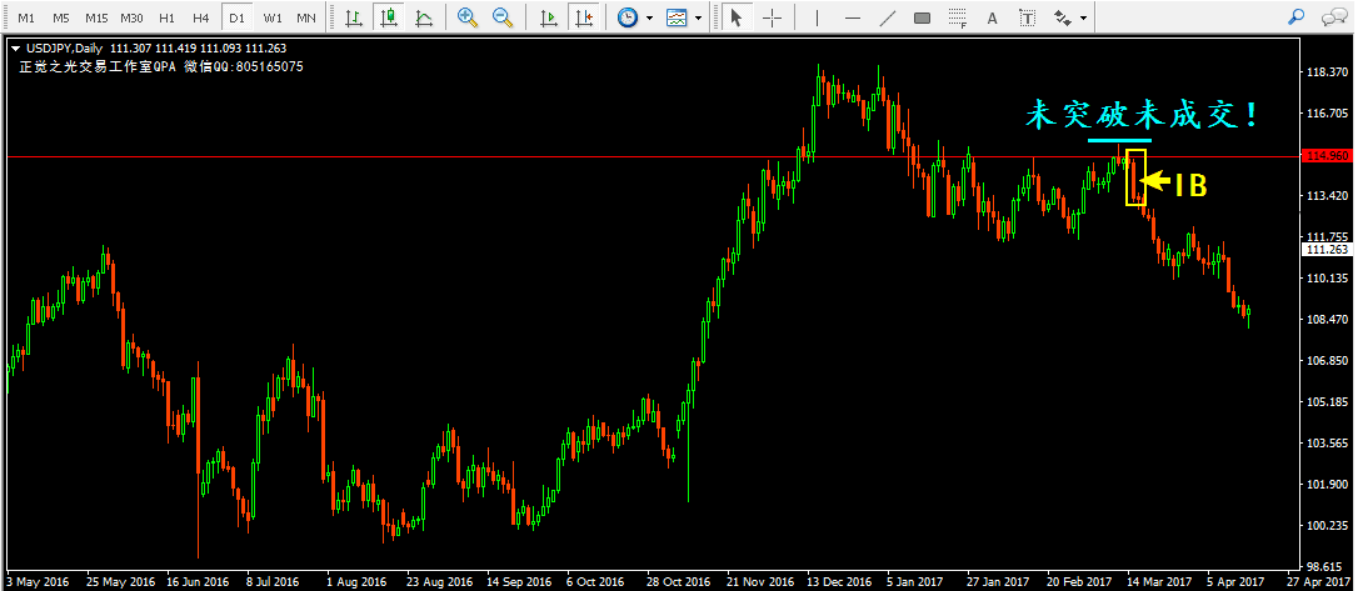 M1 M5 M15 M30 H1 H4 D1 W1 MN A T
USDJPY,Daily 111.307 111.419 111.093 111.263
正觉之光交易工作室QPA 微信QQ:805165075
未突破未成交!
IB
118.370
116.705
114.960
113.420
111.755
111.263
110.135
108.470
106.850
105.185
103.565
101.900
100.235
98.615
3 May 2016 25 May 2016 16 Jun 2016 8 Jul 2016 1 Aug 2016 23 Aug 2016 14 Sep 2016 6 Oct 2016 28 Oct 2016 21 Nov 2016 13 Dec 2016 5 Jan 2017 27 Jan 2017 20 Feb 2017 14 Mar 2017 5 Apr 2017 27 Apr 2017